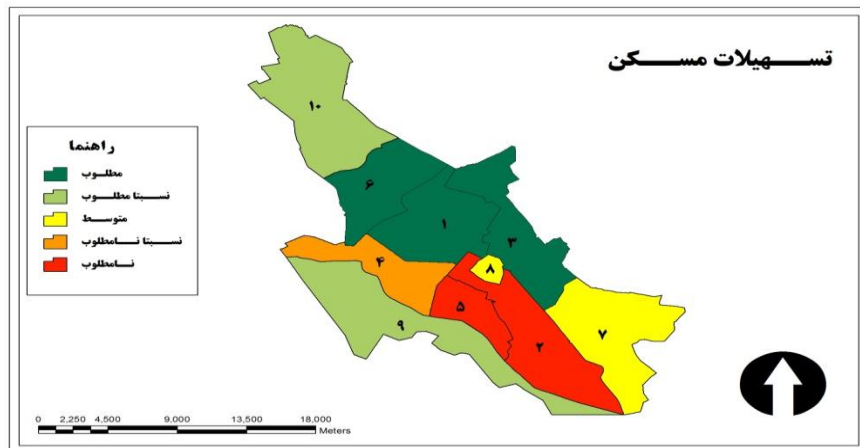 تسهیلات مسکن
راهنما
مطلوب
نسبتا مطلوب
متوسط
نسبتا نامطلوب
نامطلوب
۱۰
۶
۱
۳
۸
۴
۵
۹
۲
۷
0 2,250 4,500 9,000 13,500 18,000
Meters